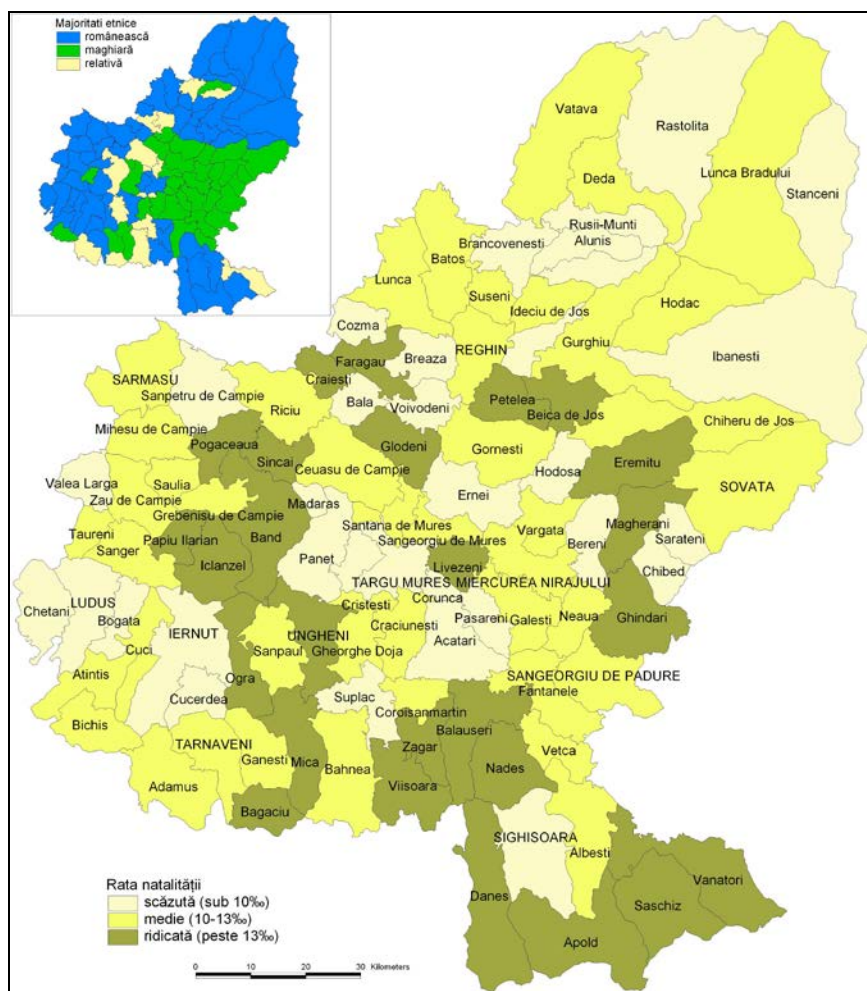 Majoritati etnice
românească
maghiară
relativă
Vatava
Rastolita
Lunca Bradului
Deda
Stanceni
Rusii-Munti
Alunis
Brancovenesti
Batos
Lunca
Suseni
Ideciu de Jos
Hodac
Cozma
REGHIN
Gurghiu
Ibanesti
Faragau
Breaza
Craiesti
SARMASU
Sanpetru de Campie
Riciu
Bala
Voivodeni
Petelea
Beica de Jos
Chiheru de Jos
Mihesu de Campie
Pogaceaua
Glodeni
Gornesti
Sincai
Ceuasu de Campie
Hodosa
Eremitu
Valea Larga
Saulia
SOVATA
Zau de Campie
Ernei
Madaras
Grebenisu de Campie
Santana de Mures
Vargata
Magherani
Taureni
Papiu Ilarian
Band
Sangeorgiu de Mures
Bereni
Sarateni
Sanger
Panet
Livezeni
Iclanzel
Chibed
TARGU MURES
MIERCUREA NIRAJULUI
Corunca
LUDUS
Cristesti
Chetani
Bogata
Pasareni
Ghindari
IERNUT
UNGHENI
Craciunesti
Galesti
Neaua
Cuci
Sanpaul
Gheorghe Doja
Acatari
Atintis
Ogra
SANGEORGIU DE PADURE
Cucerdea
Suplac
Fantanele
Bichis
Coroisanmartin
Balauseri
TARNAVENI
Zagar
Vetca
Ganesti
Mica
Bahnea
Nades
Adamus
Viisoara
Bagaciu
SIGHISOARA
Albesti
Rata natalității
scăzută (sub 10‰)
medie (10-13‰)
ridicată (peste 13‰)
Danes
Vanatori
Saschiz
Apold
0 10 20 30 Kilometers